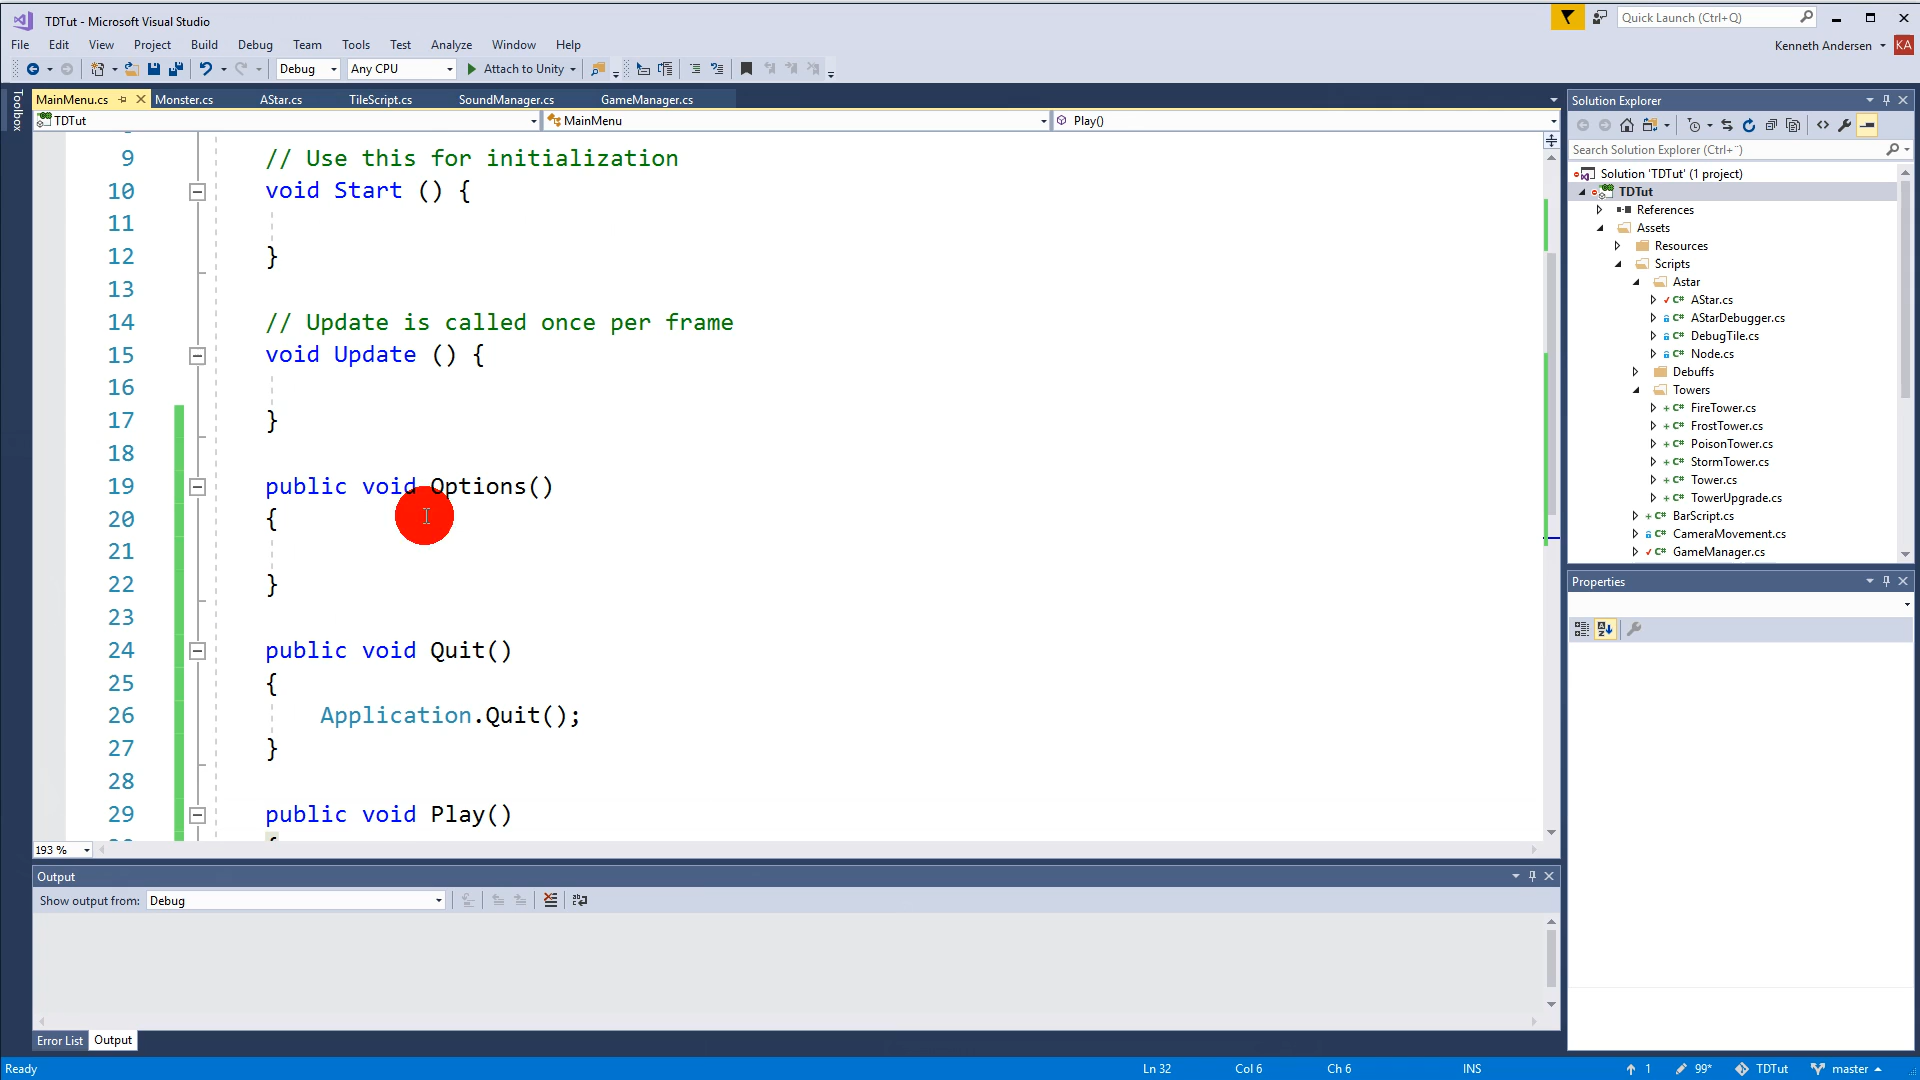 TDTut - Microsoft Visual Studio
Quick Launch (Ctrl+Q)
File Edit View Project Build Debug Team Tools Test Analyze Window Help
Kenneth Andersen KA
Debug Any CPU Attach to Unity
Toolbox
MainMenu.cs Monster.cs AStar.cs TileScript.cs SoundManager.cs GameManager.cs
TDTut MainMenu Play()
9 // Use this for initialization
10 void Start () {
11
12 }
13
14 // Update is called once per frame
15 void Update () {
16
17 }
18
19 public void Options()
20 {
21
22 }
23
24 public void Quit()
25 {
26 Application.Quit();
27 }
28
29 public void Play()
193 %
Output
Show output from: Debug
Error List Output
Solution Explorer
Search Solution Explorer (Ctrl+¨)
Solution 'TDTut' (1 project)
TDTut
References
Assets
Resources
Scripts
Astar
C# AStar.cs
C# AStarDebugger.cs
C# DebugTile.cs
C# Node.cs
Debuffs
Towers
C# FireTower.cs
C# FrostTower.cs
C# PoisonTower.cs
C# StormTower.cs
C# Tower.cs
C# TowerUpgrade.cs
C# BarScript.cs
C# CameraMovement.cs
C# GameManager.cs
Properties
Ready Ln 32 Col 6 Ch 6 INS 1 99* TDTut master